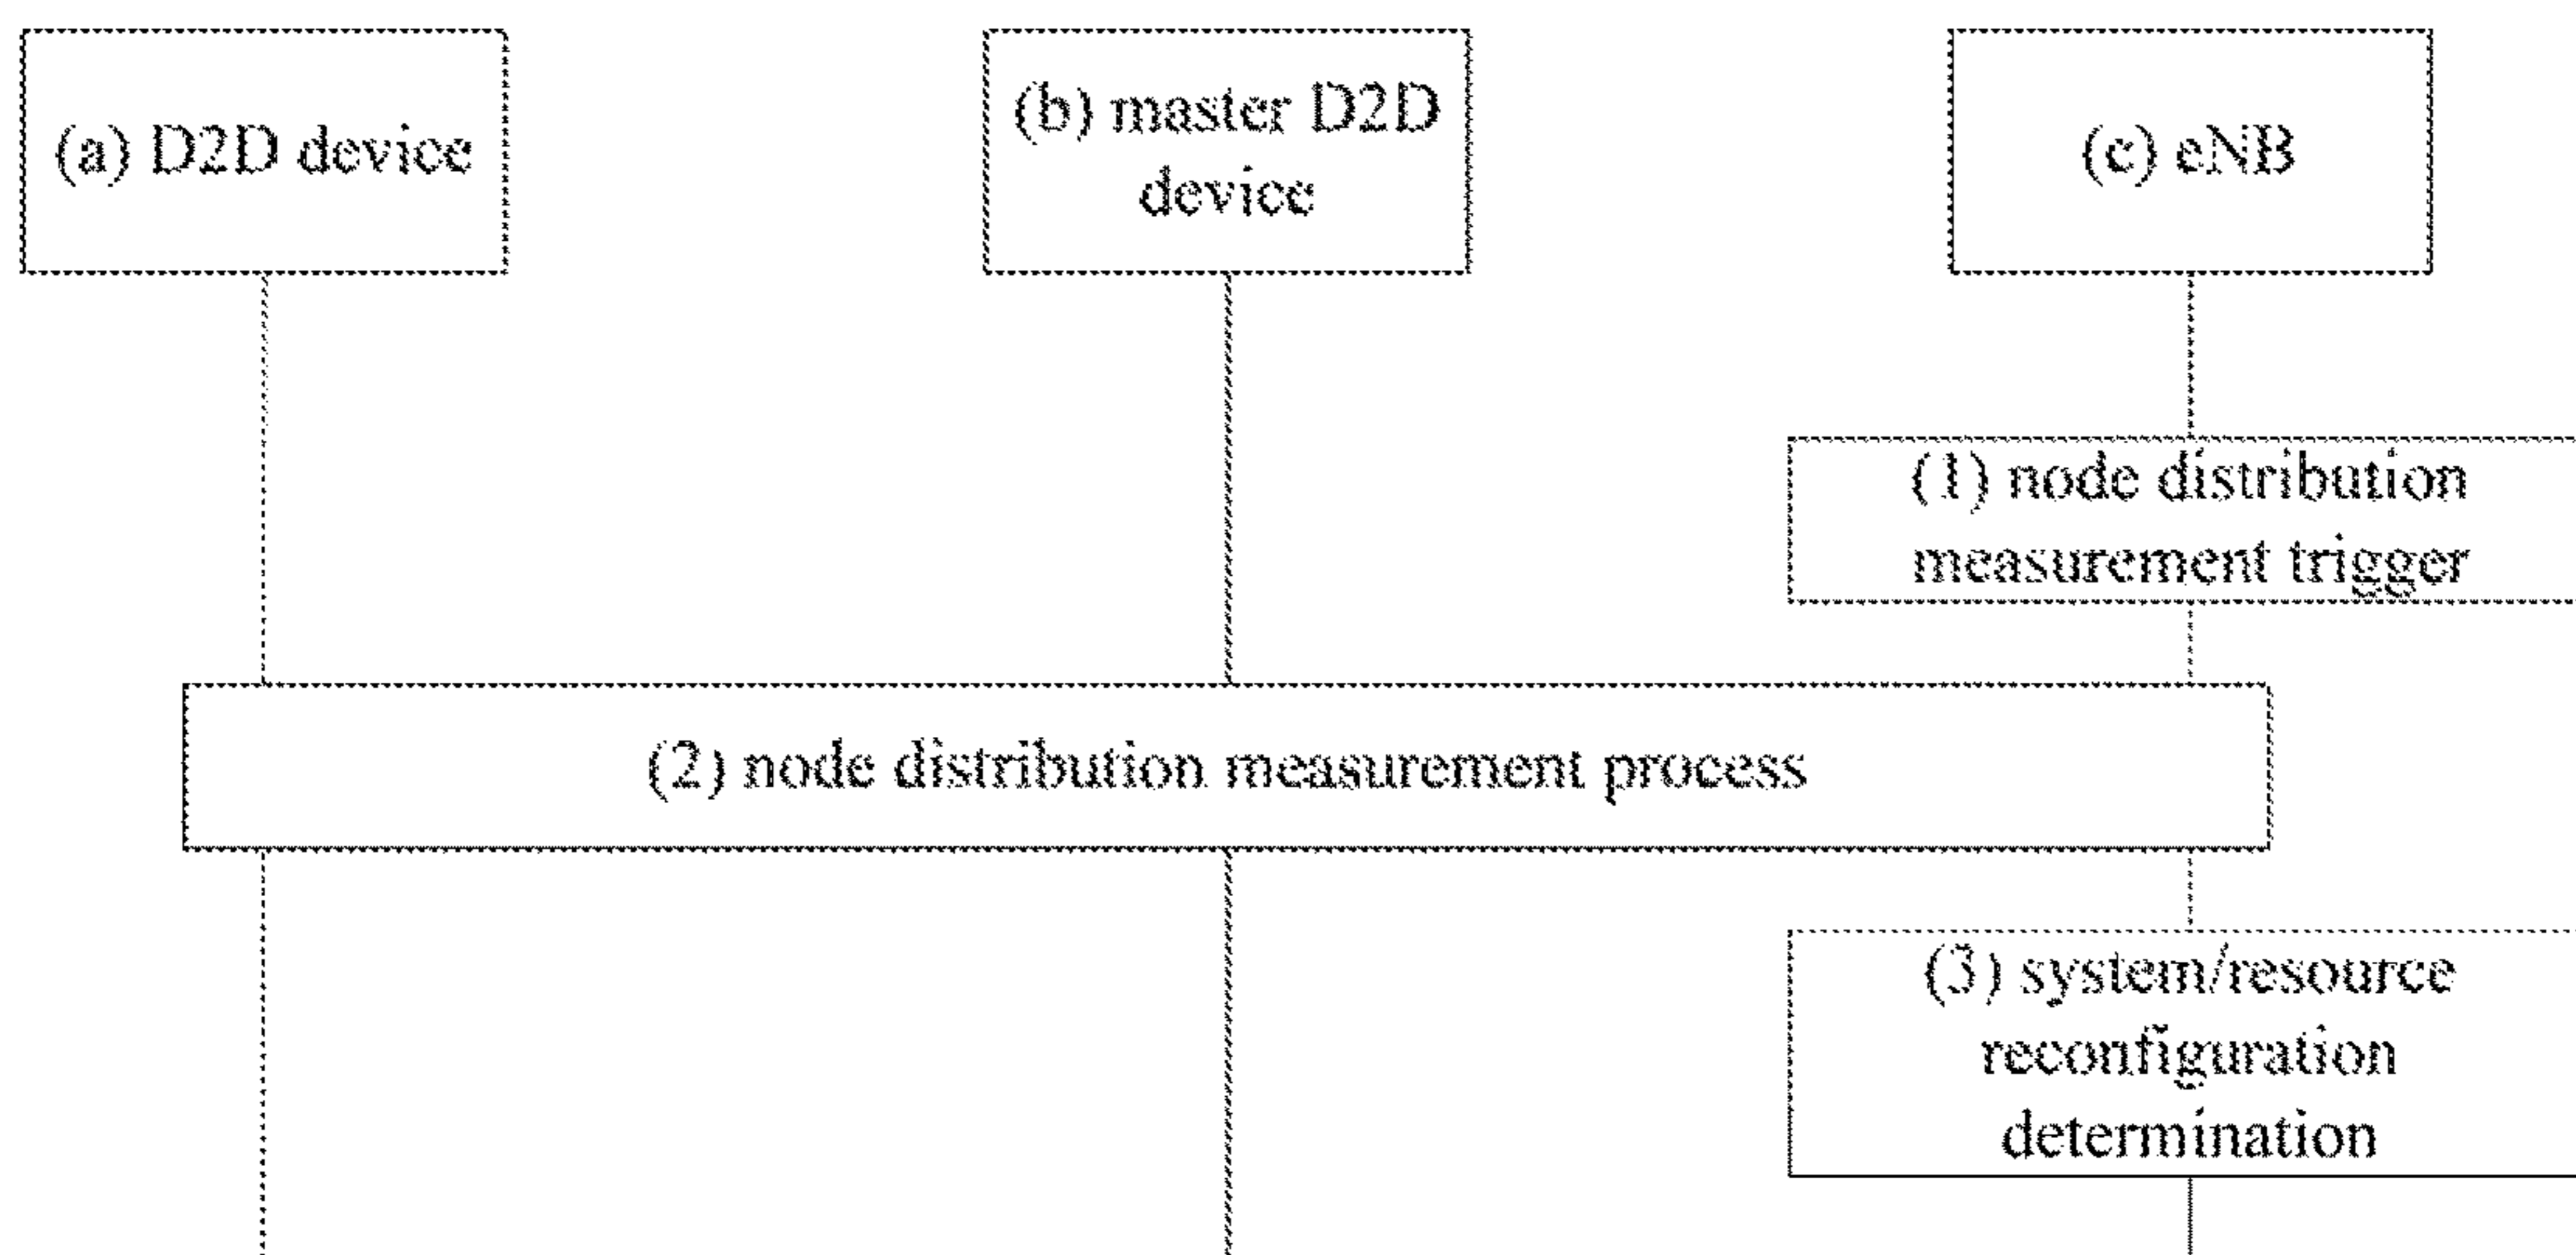 (a) D2D device
(b) master D2D
device
(c) eNB
(1) node distribution
measurement trigger
(2) node distribution measurement process
(3) system/resource
reconfiguration
determination